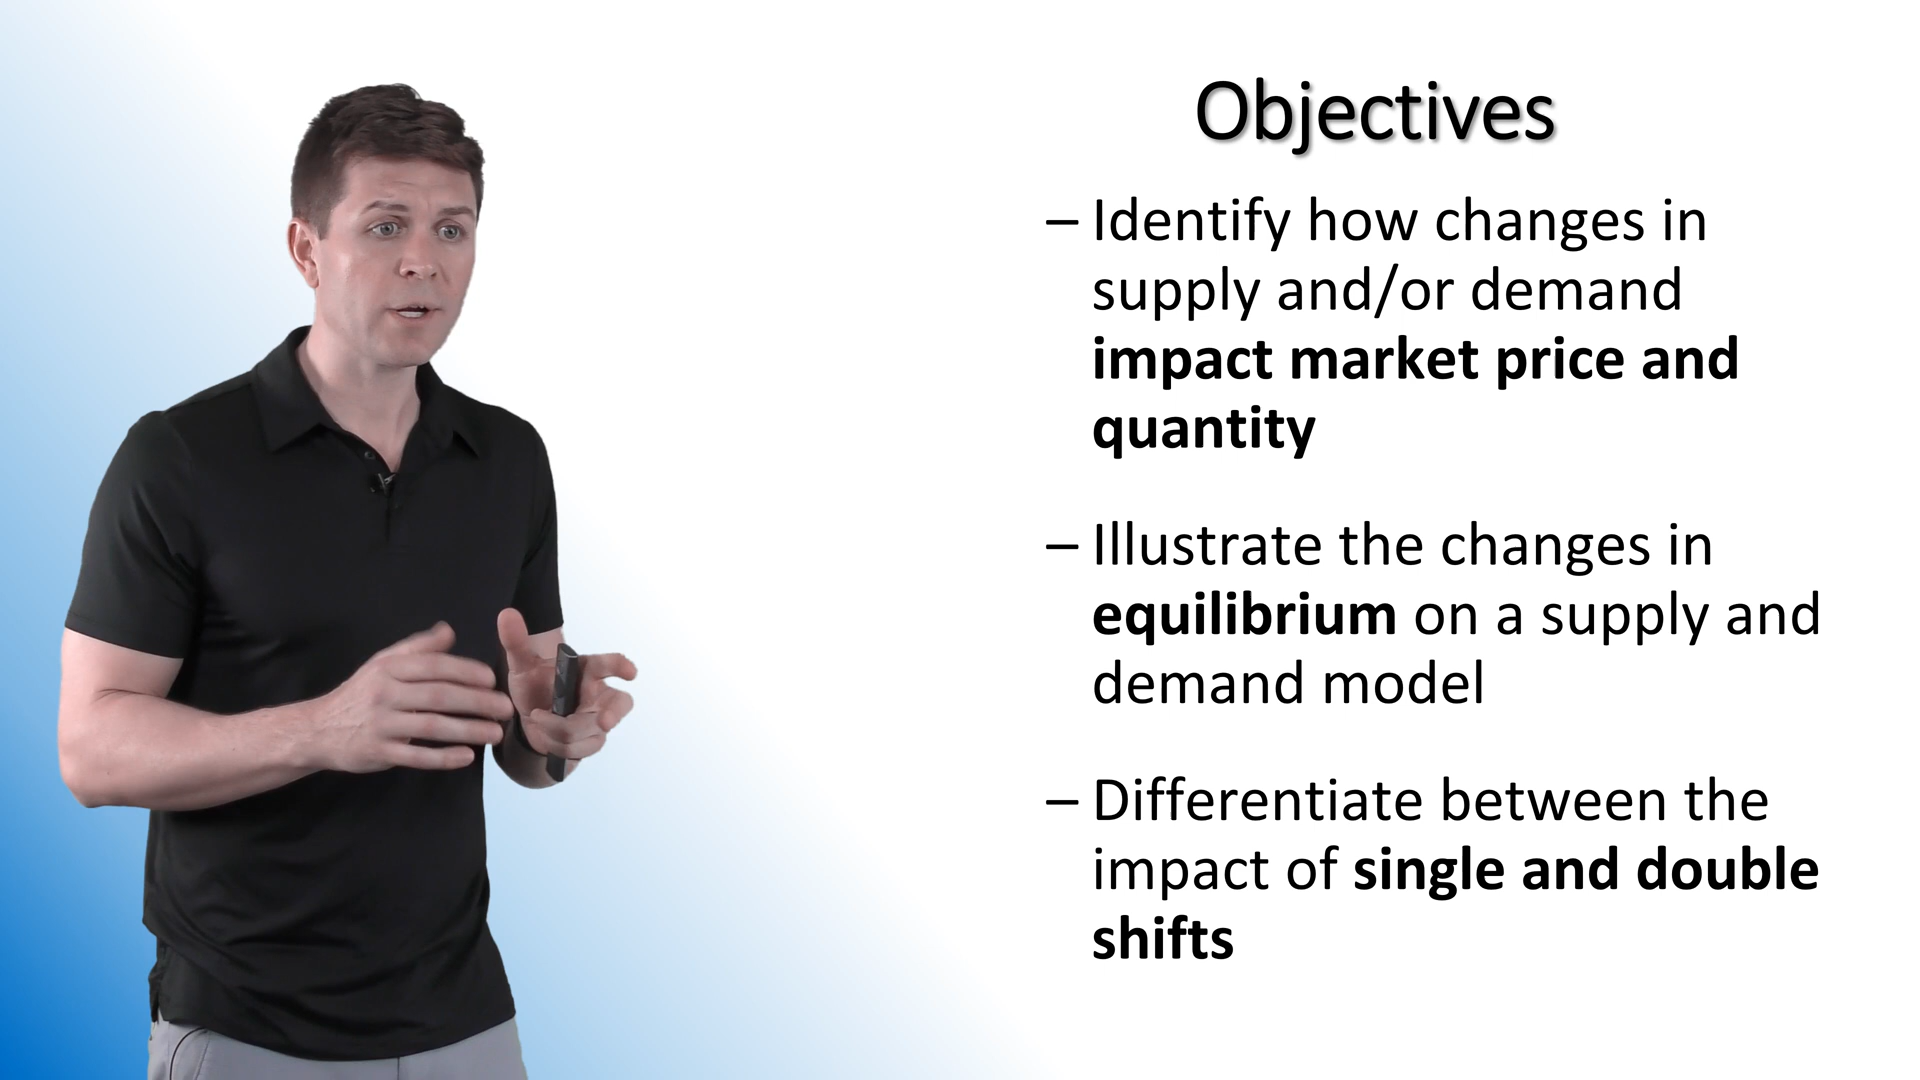 Objectives
– Identify how changes in
supply and/or demand
impact market price and
quantity
– Illustrate the changes in
equilibrium on a supply and
demand model
– Differentiate between the
impact of single and double
shifts